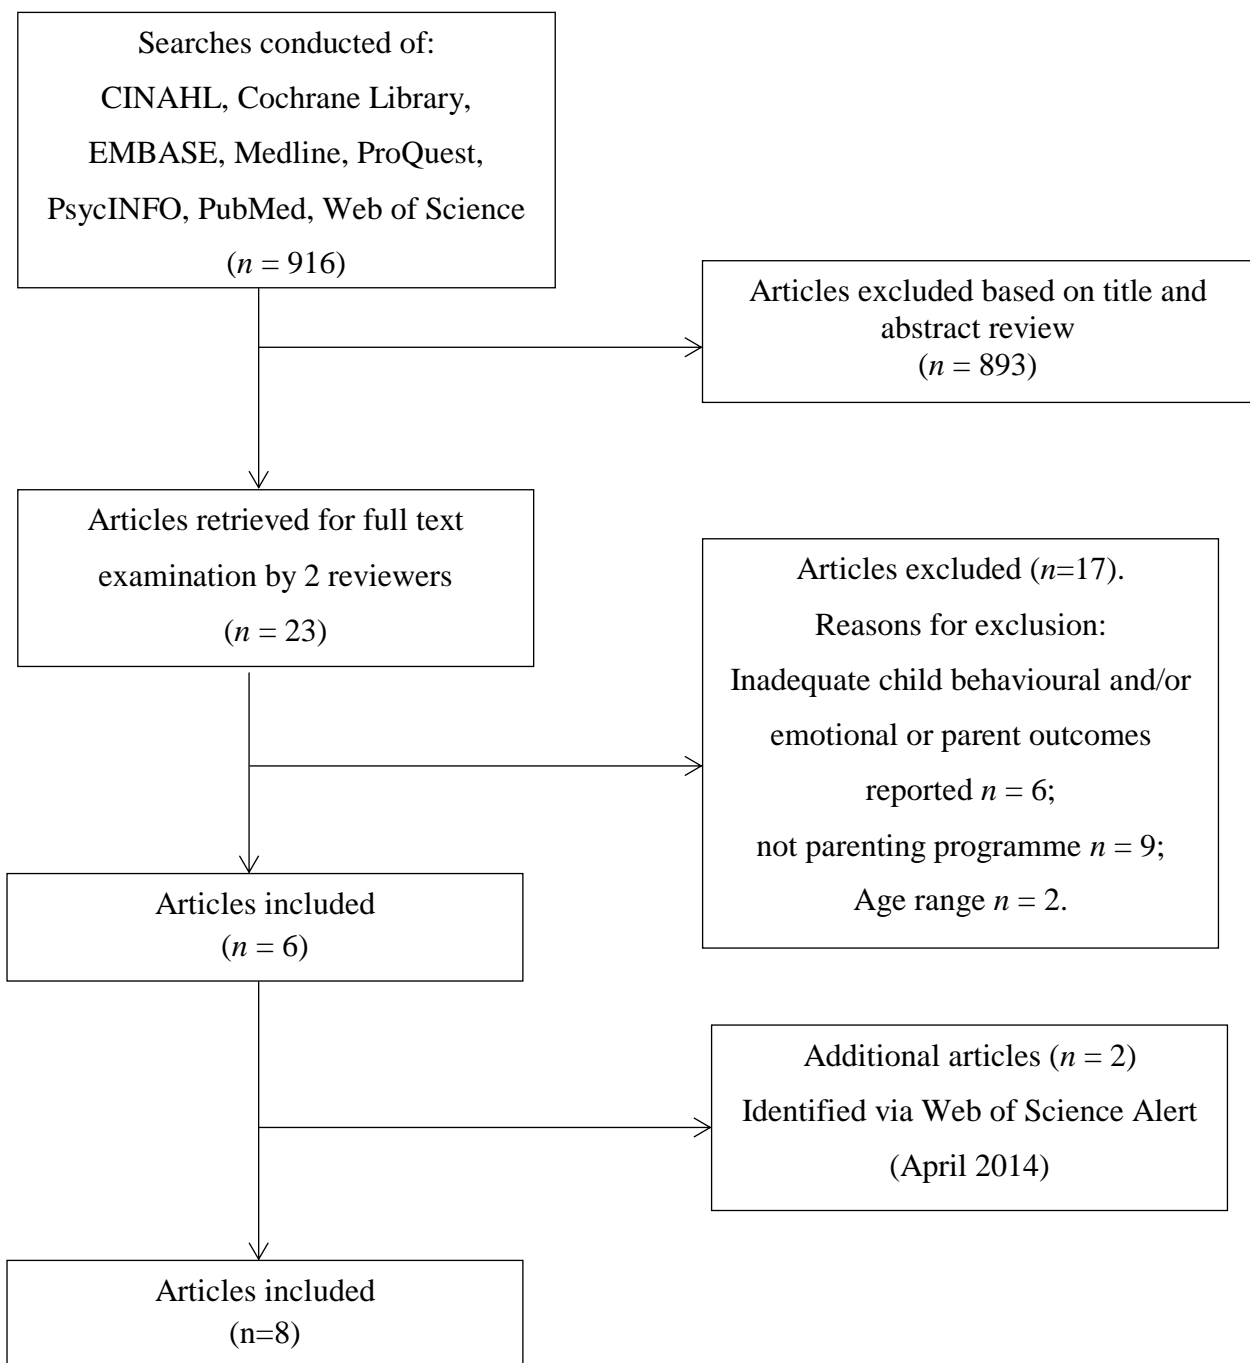 Searches conducted of:
CINAHL, Cochrane Library,
EMBASE, Medline, ProQuest,
PsycINFO, PubMed, Web of Science
(n = 916)
Articles excluded based on title and
abstract review
(n = 893)
Articles retrieved for full text
examination by 2 reviewers
(n = 23)
Articles excluded (n=17).
Reasons for exclusion:
Inadequate child behavioural and/or
emotional or parent outcomes
reported n = 6;
not parenting programme n = 9;
Age range n = 2.
Articles included
(n = 6)
Additional articles (n = 2)
Identified via Web of Science Alert
(April 2014)
Articles included
(n=8)